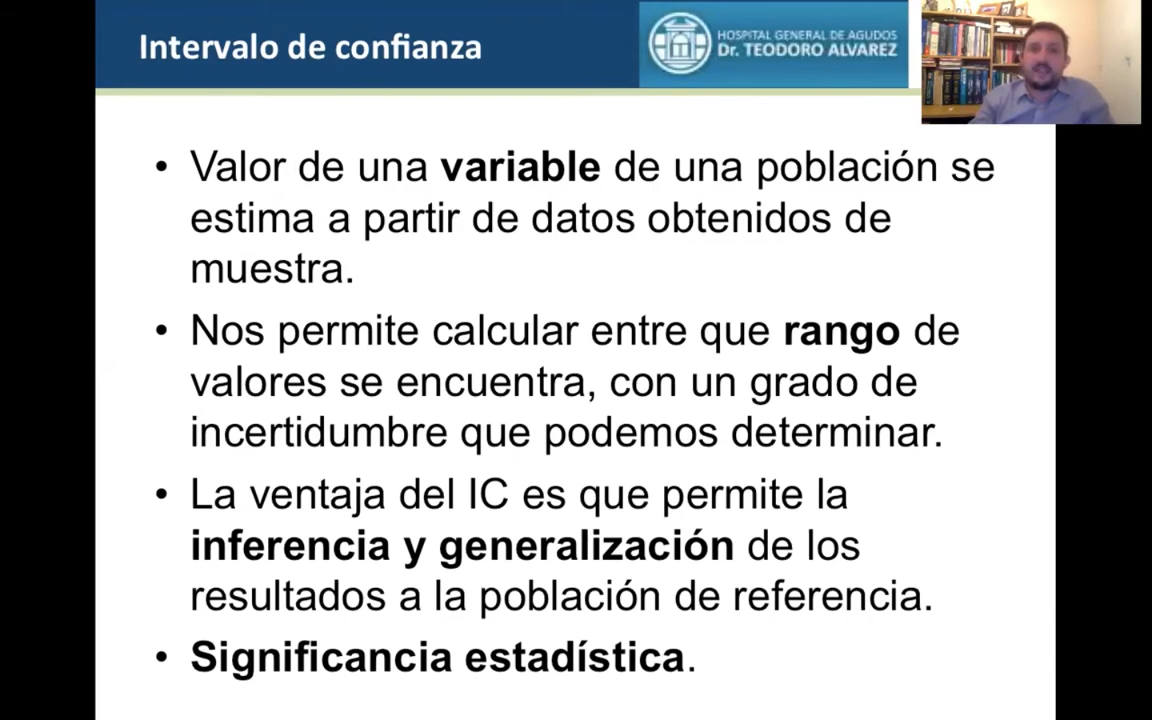 Intervalo de confianza
HOSPITAL GENERAL DE AGUDOS
Dr. TEODORO ALVAREZ
• Valor de una variable de una población se
estima a partir de datos obtenidos de
muestra.
• Nos permite calcular entre que rango de
valores se encuentra, con un grado de
incertidumbre que podemos determinar.
• La ventaja del IC es que permite la
inferencia y generalización de los
resultados a la población de referencia.
• Significancia estadística.